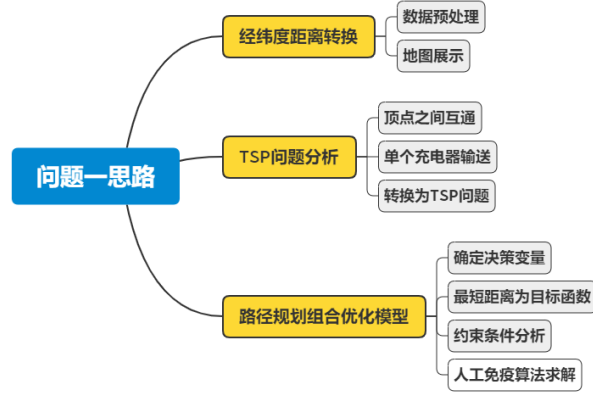 问题一思路
经纬度距离转换
数据预处理
地图展示
TSP问题分析
顶点之间互通
单个充电器输送
转换为TSP问题
路径规划组合优化模型
确定决策变量
最短距离为目标函数
约束条件分析
人工免疫算法求解